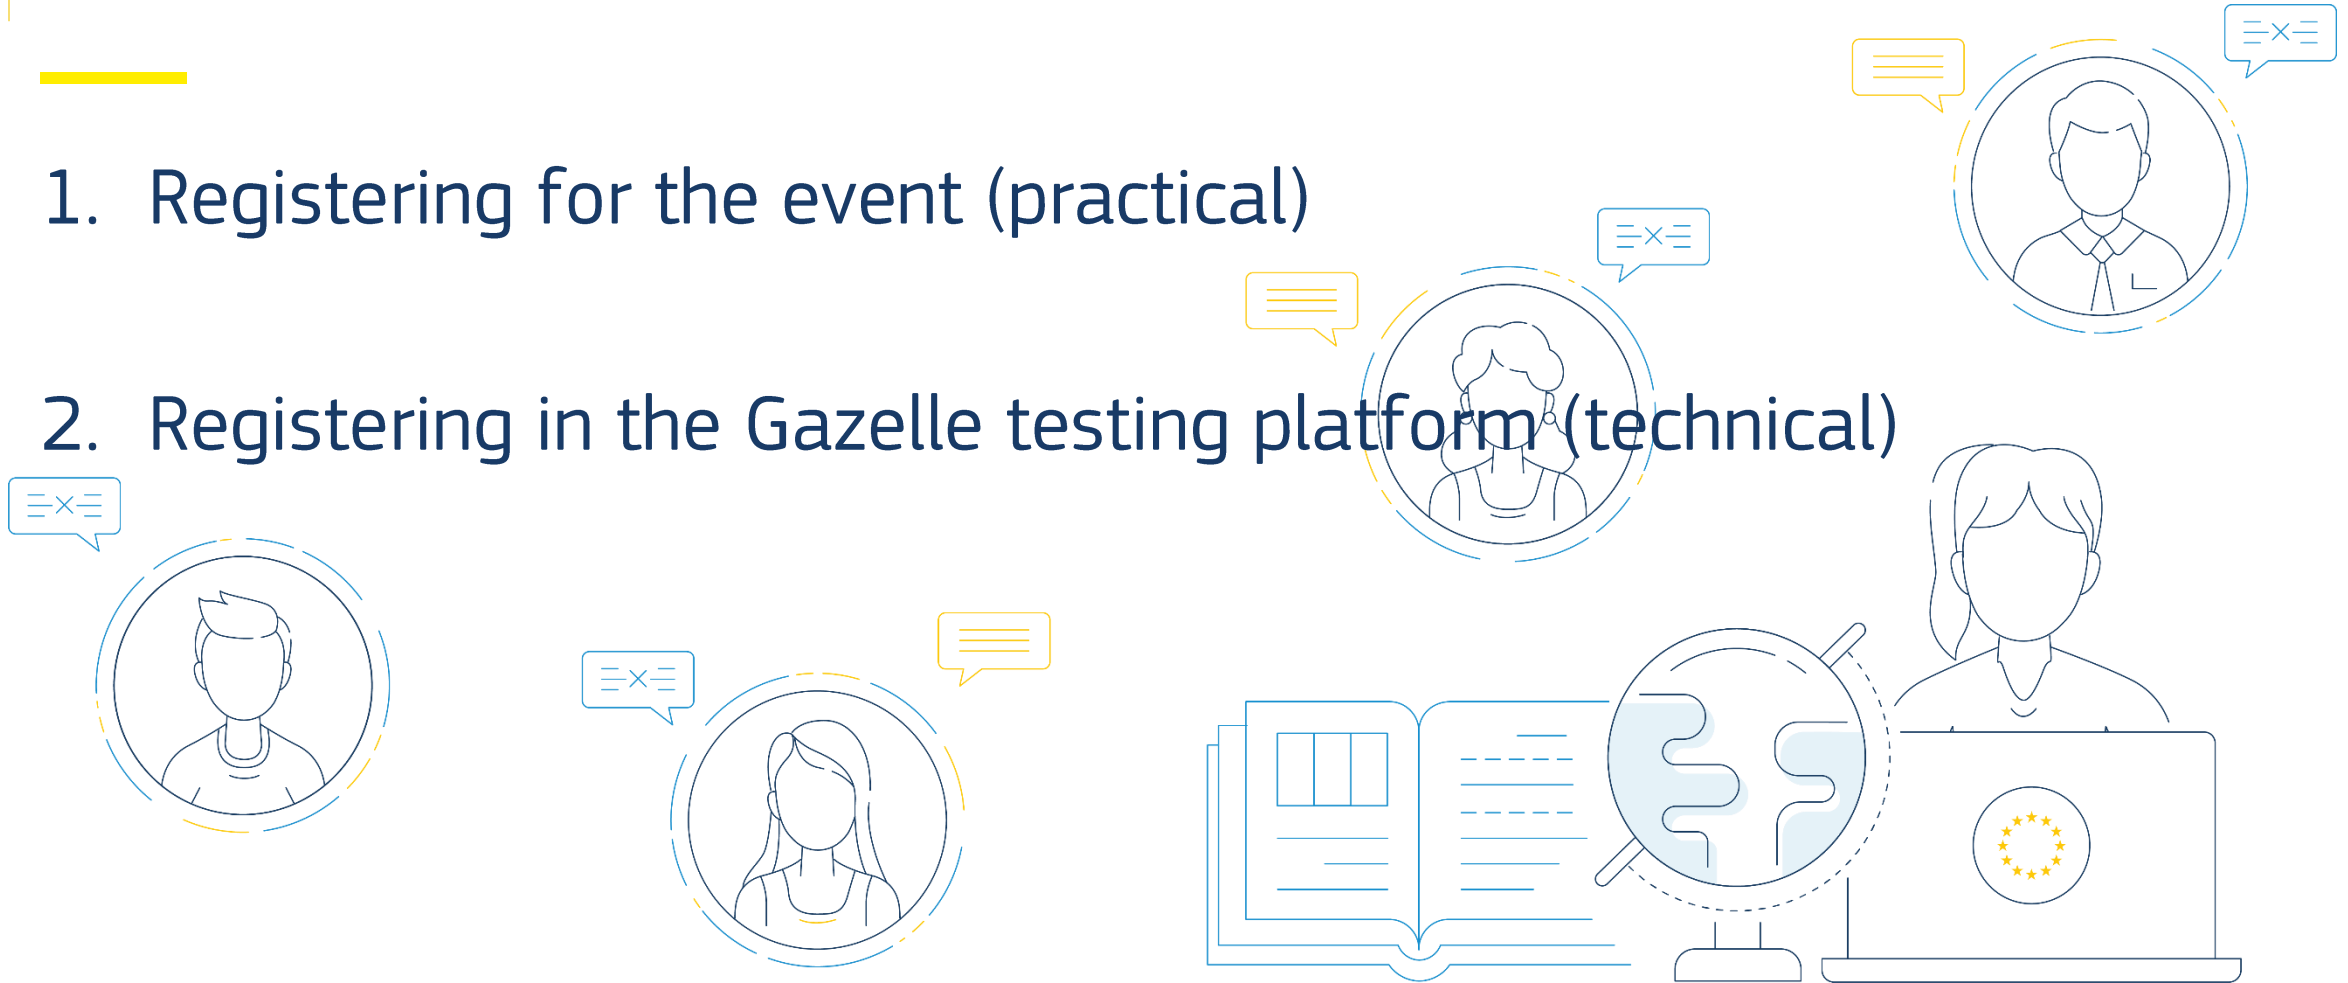 1. Registering for the event (practical)
2. Registering in the Gazelle testing platform (technical)